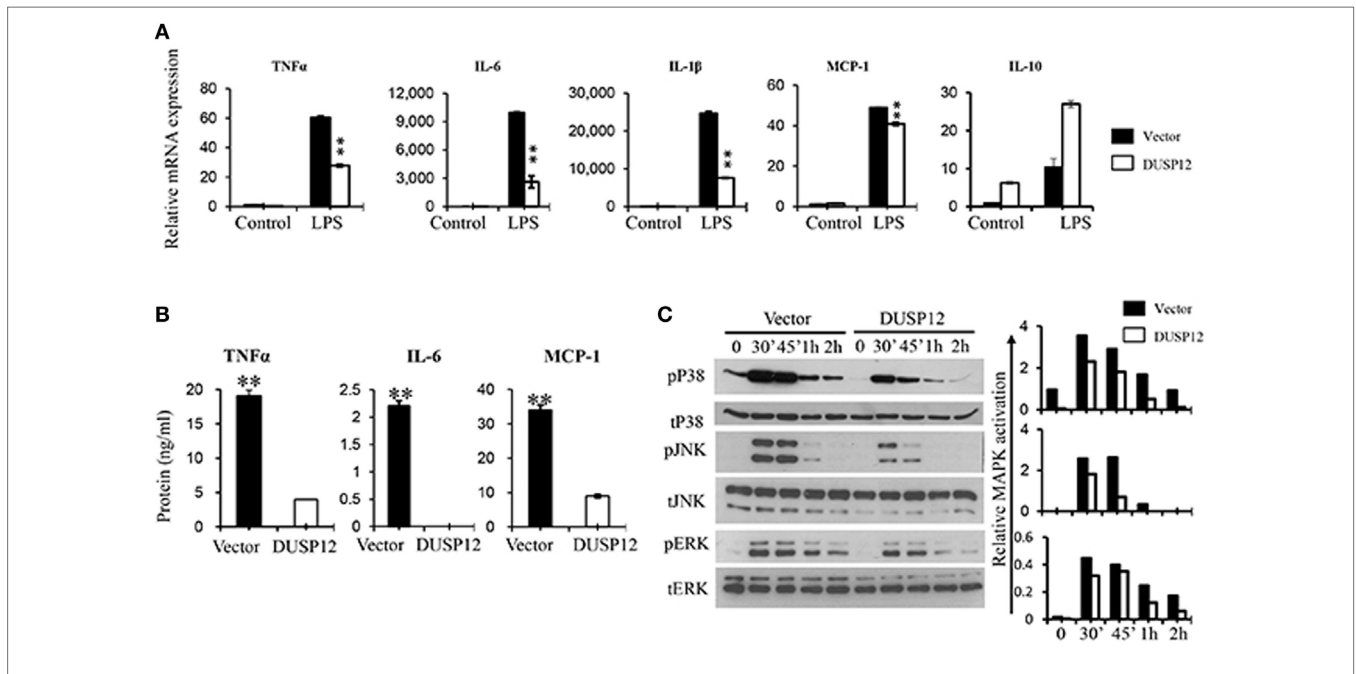 A
TNFα
IL-6
IL-1β
MCP-1
IL-10
Relative mRNA expression
80
60
40
20
0
**
Control LPS
12,000
9,000
6,000
3,000
0
**
Control LPS
30,000
20,000
10,000
0
**
Control LPS
60
40
20
0
**
Control LPS
30
20
10
0
Control LPS
Vector
DUSP12
B
TNFα
IL-6
MCP-1
Protein (ng/ml)
20
15
10
5
0
**
Vector DUSP12
2.5
2
1.5
1
0.5
0
**
Vector DUSP12
40
30
20
10
0
**
Vector DUSP12
C
Vector DUSP12
0 30' 45' 1h 2h 0 30' 45' 1h 2h
pP38
tP38
pJNK
tJNK
pERK
tERK
Relative MAPK activation
Vector
DUSP12
4
2
0
4
2
0
0.6
0.4
0.2
0
0 30' 45' 1h 2h